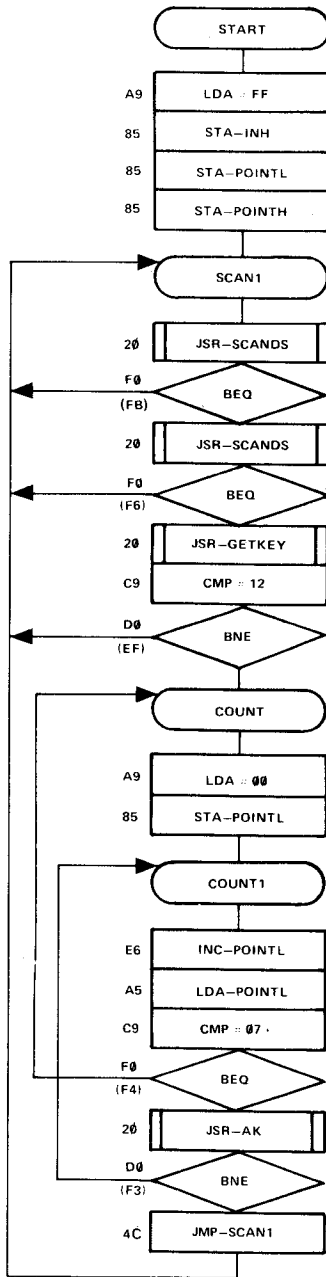 START
A9 LDA = FF
85 STA-INH
85 STA-POINTL
85 STA-POINTH
SCAN1
20 JSR-SCANDS
F0 BEQ
(FB)
20 JSR-SCANDS
F0 BEQ
(F6)
20 JSR-GETKEY
C9 CMP = 12
D0 BNE
(EF)
COUNT
A9 LDA = 00
85 STA-POINTL
COUNT1
E6 INC-POINTL
A5 LDA-POINTL
C9 CMP = 07
F0 BEQ
(F4)
20 JSR-AK
D0 BNE
(F3)
4C JMP-SCAN1